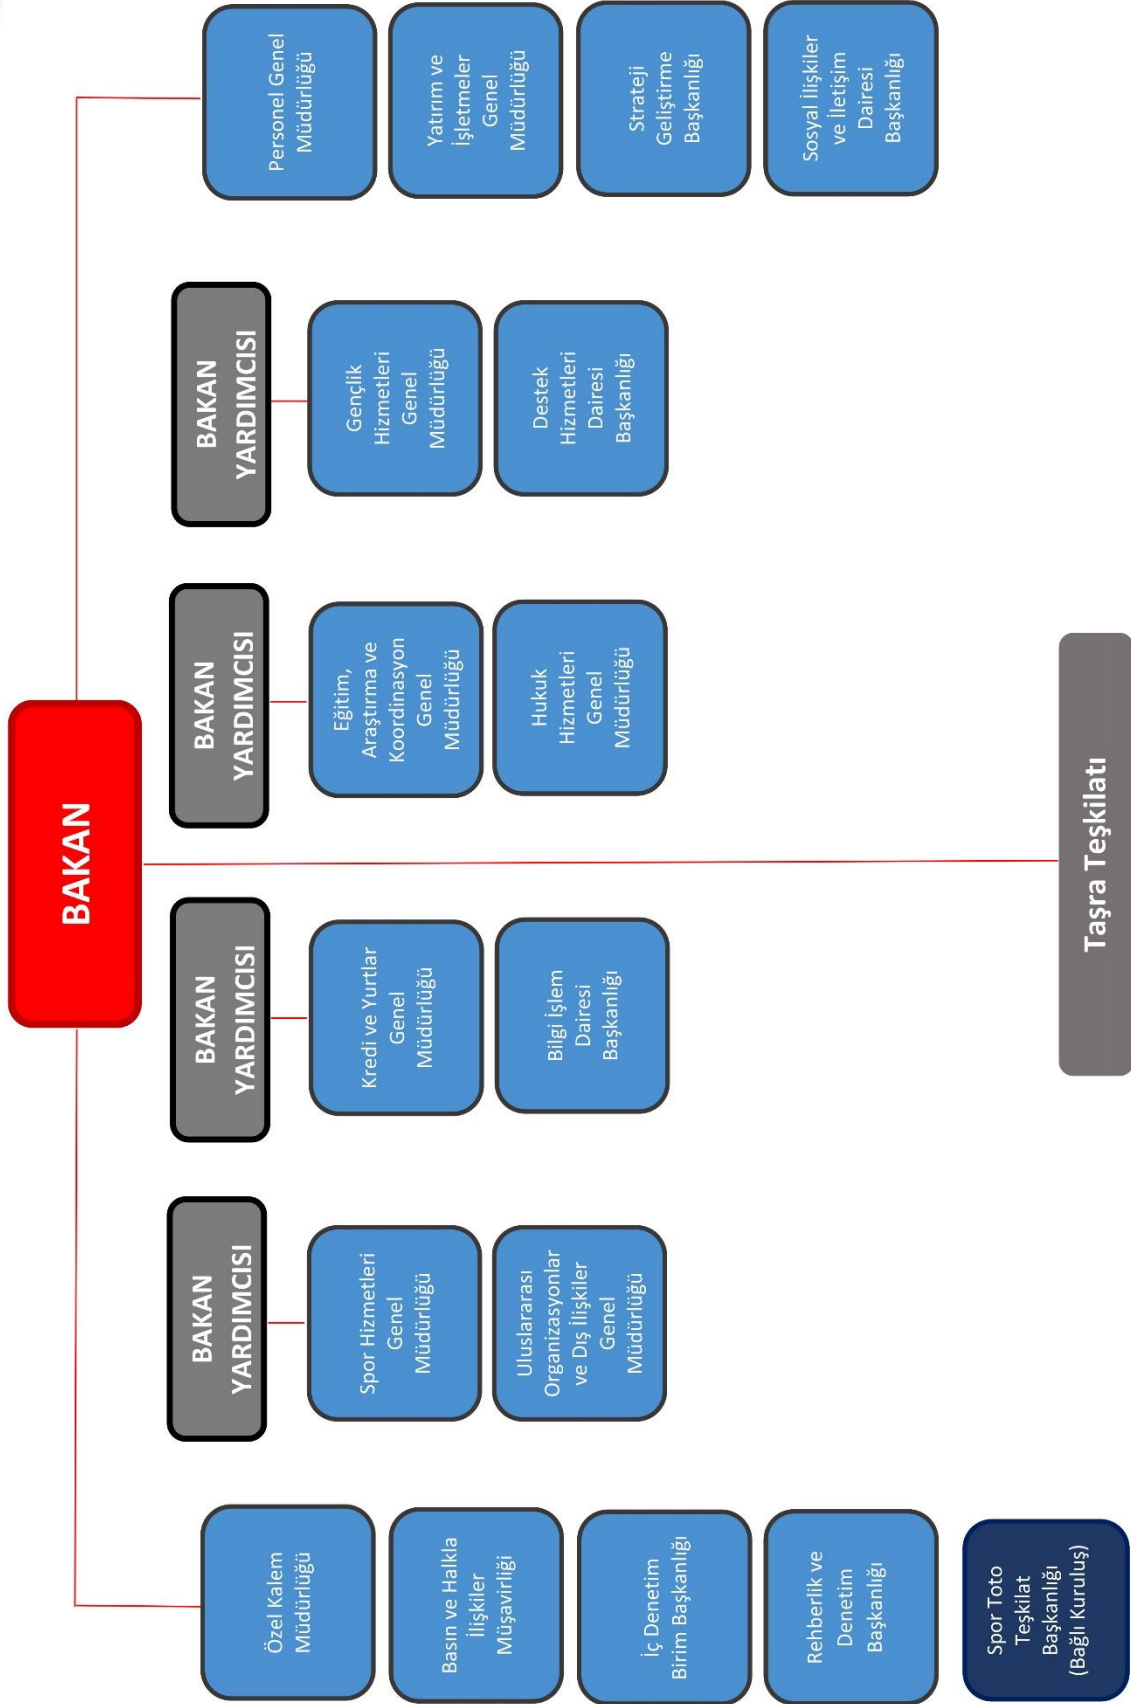 BAKAN
BAKAN
YARDIMCISI
BAKAN
YARDIMCISI
BAKAN
YARDIMCISI
BAKAN
YARDIMCISI
Özel Kalem
Müdürlüğü
Basın ve Halkla
İlişkiler
Müşavirliği
İç Denetim
Birim Başkanlığı
Rehberlik ve
Denetim
Başkanlığı
Spor Toto
Teşkilat
Başkanlığı
(Bağlı Kuruluş)
Spor Hizmetleri
Genel
Müdürlüğü
Uluslararası
Organizasyonlar
ve Dış İlişkiler
Genel
Müdürlüğü
Kredi ve Yurtlar
Genel
Müdürlüğü
Bilgi İşlem
Dairesi
Başkanlığı
Eğitim,
Araştırma ve
Koordinasyon
Genel
Müdürlüğü
Hukuk
Hizmetleri
Genel
Müdürlüğü
Gençlik
Hizmetleri
Genel
Müdürlüğü
Destek
Hizmetleri
Dairesi
Başkanlığı
Personel Genel
Müdürlüğü
Yatırım ve
İşletmeler
Genel
Müdürlüğü
Strateji
Geliştirme
Başkanlığı
Sosyal İlişkiler
ve İletişim
Dairesi
Başkanlığı
Taşra Teşkilatı